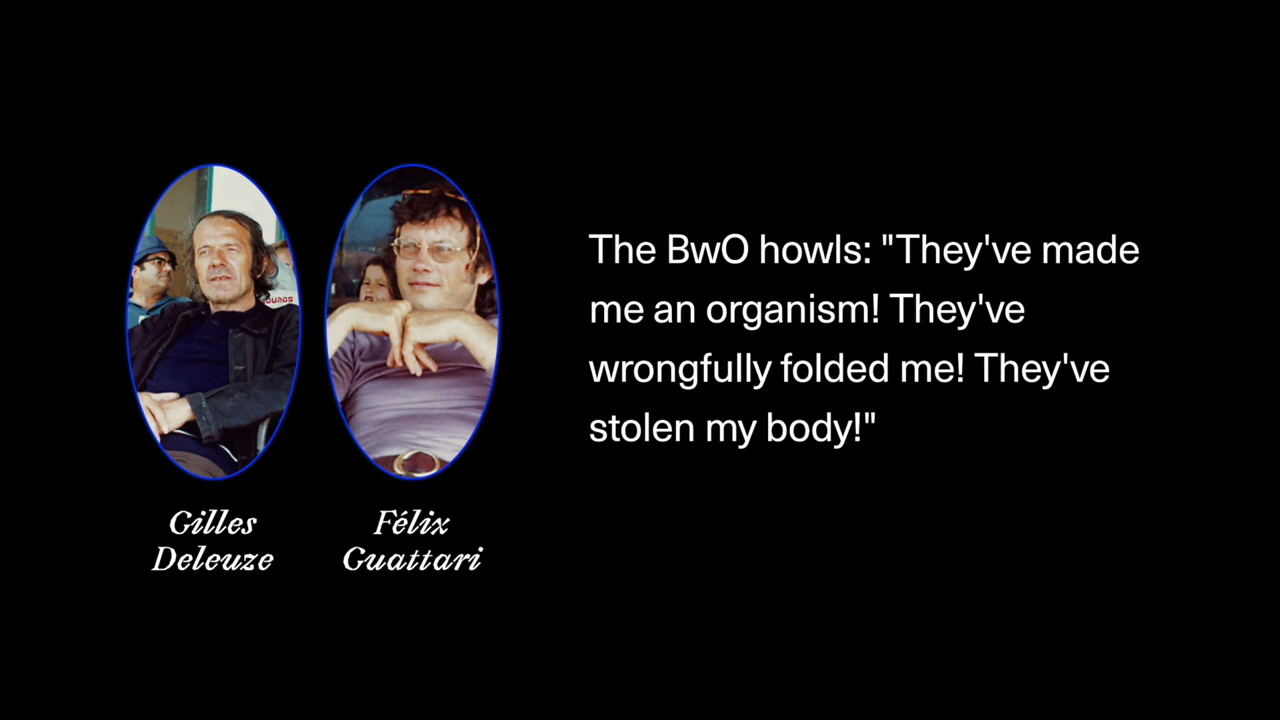 Gilles
Deleuze
Félix
Guattari
The BwO howls: "They've made
me an organism! They've
wrongfully folded me! They've
stolen my body!"